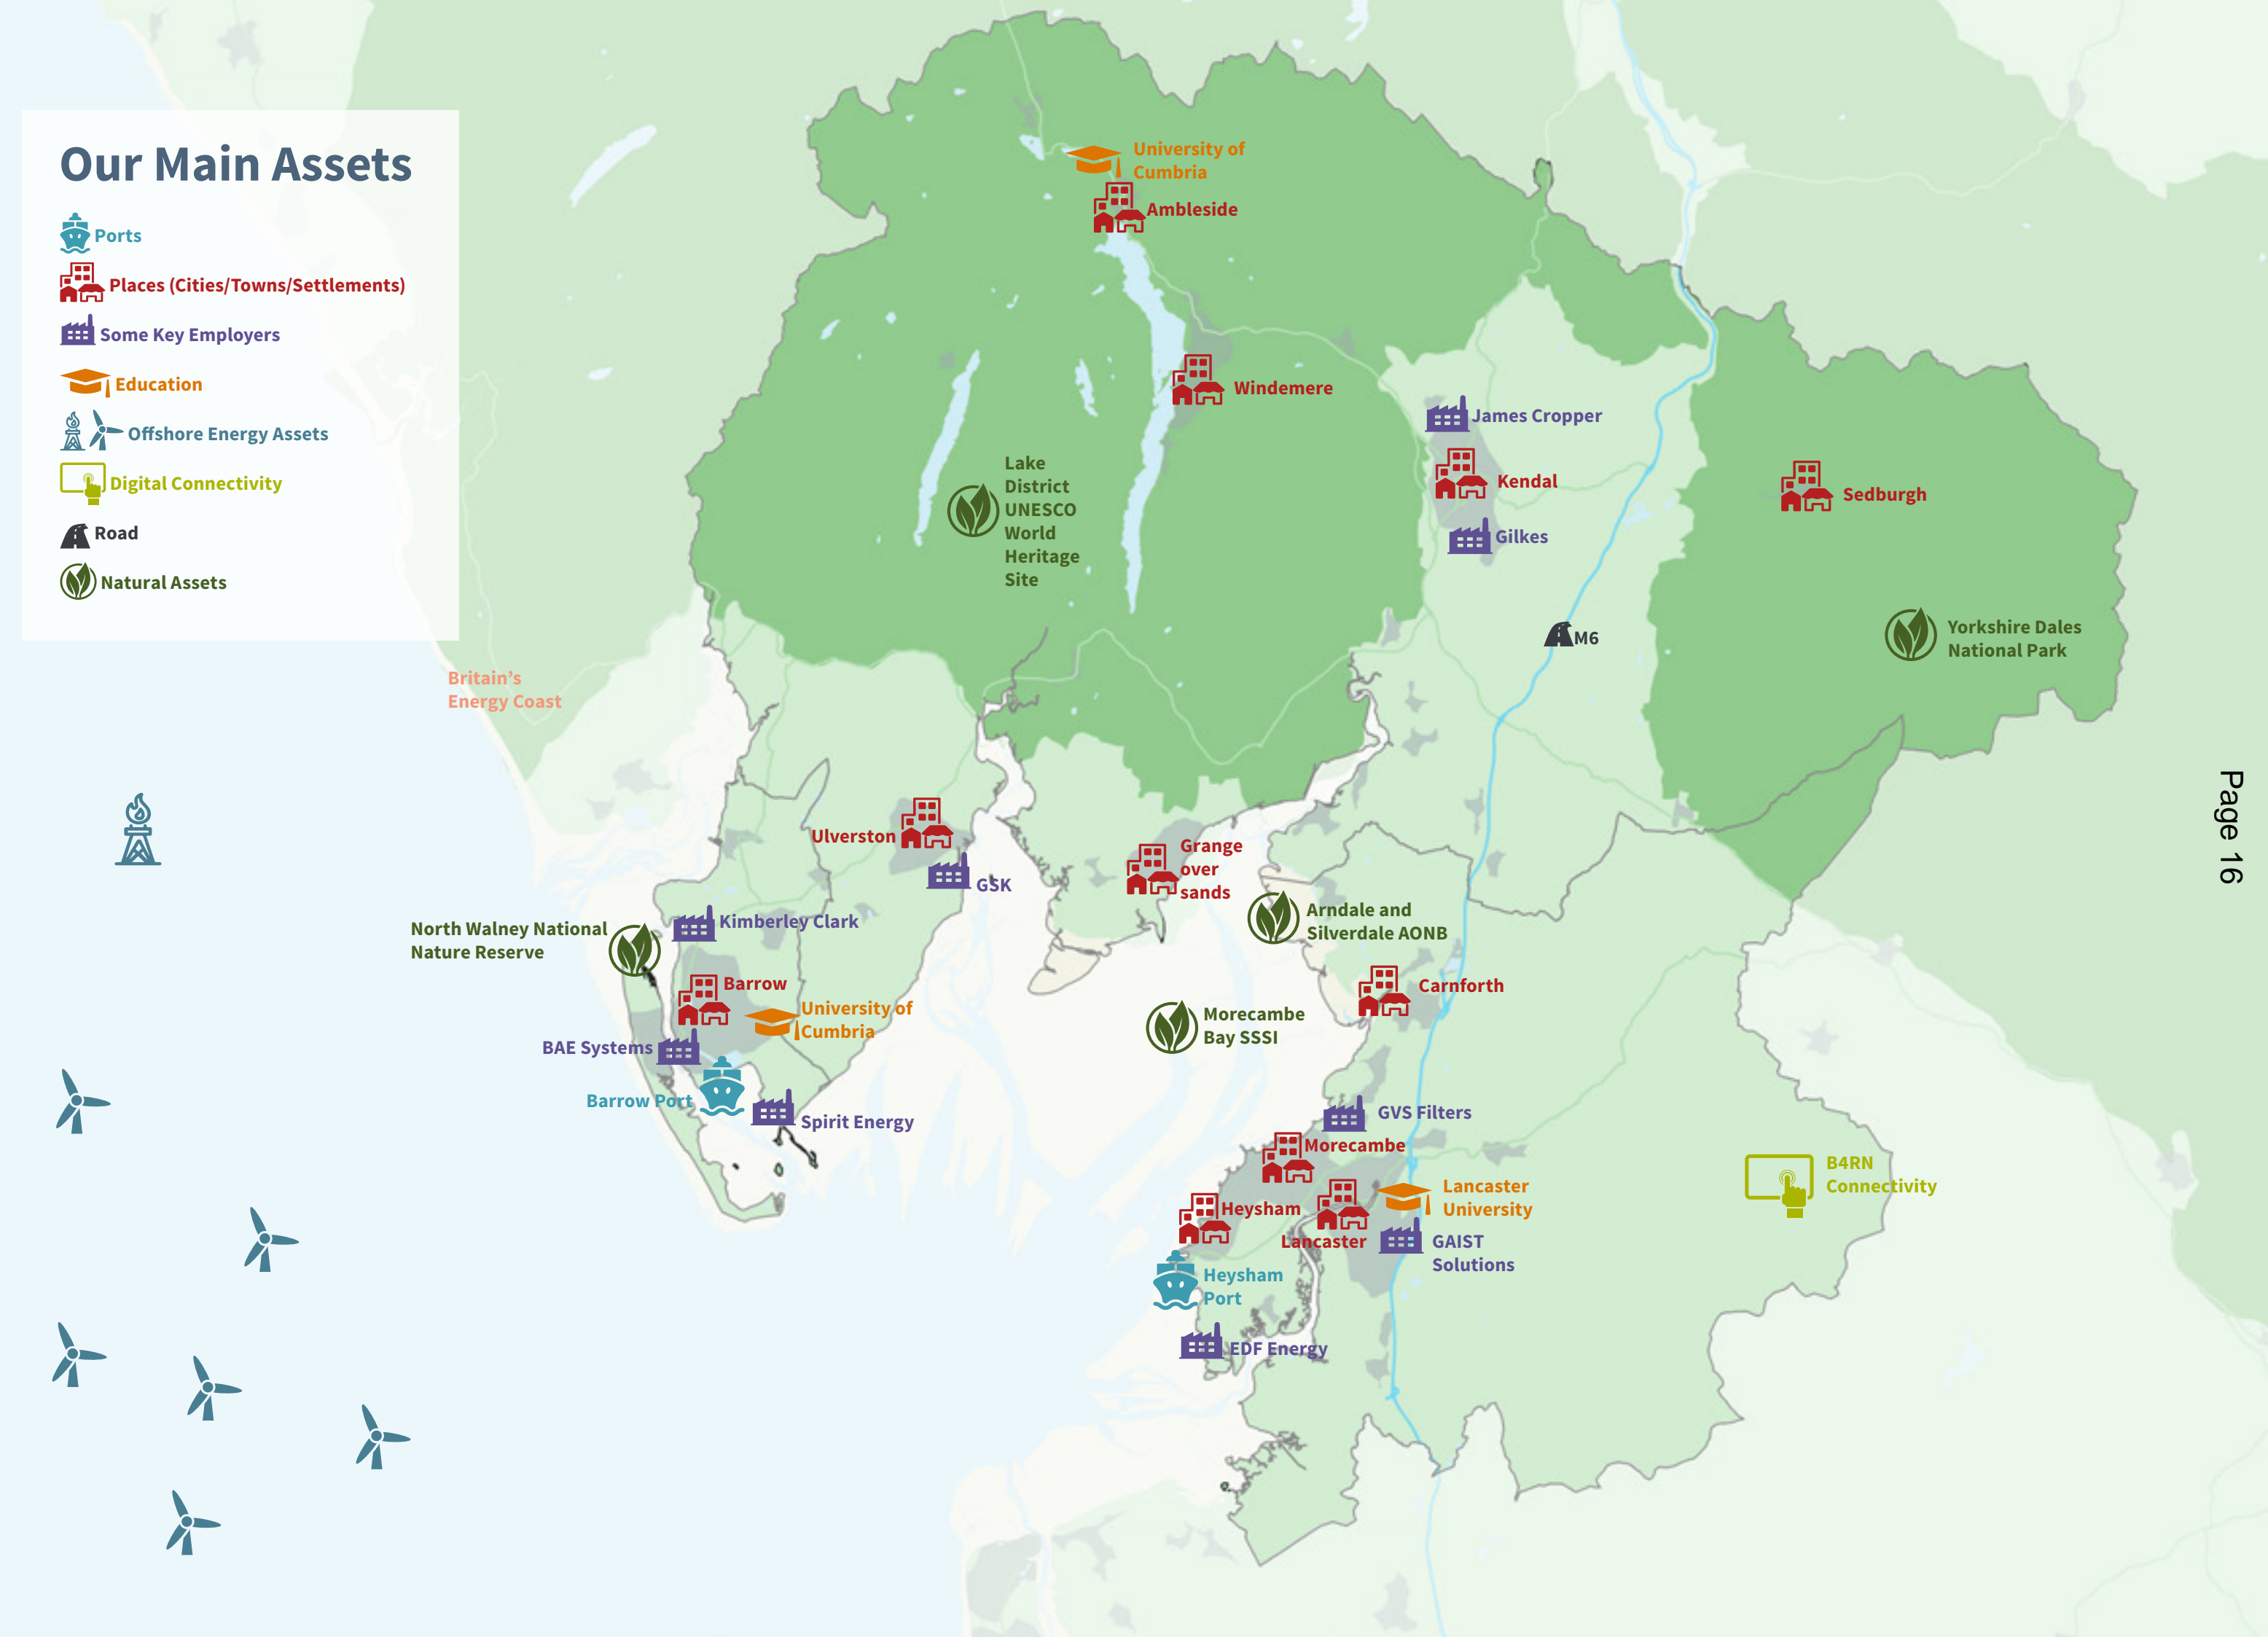 Our Main Assets
Ports
Places (Cities/Towns/Settlements)
Some Key Employers
Education
Offshore Energy Assets
Digital Connectivity
Road
Natural Assets
University of
Cumbria
Ambleside
Windemere
James Cropper
Kendal
Gilkes
Sedburgh
Lake
District
UNESCO
World
Heritage
Site
M6
Yorkshire Dales
National Park
Britain's
Energy Coast
Page 16
Ulverston
GSK
Grange
over
sands
Arndale and
Silverdale AONB
Kimberley Clark
North Walney National
Nature Reserve
Barrow
University of
Cumbria
BAE Systems
Barrow Port
Spirit Energy
Carnforth
Morecambe
Bay SSSI
GVS Filters
Morecambe
B4RN
Connectivity
Lancaster
University
Heysham
Lancaster
GAIST
Solutions
Heysham
Port
EDF Energy